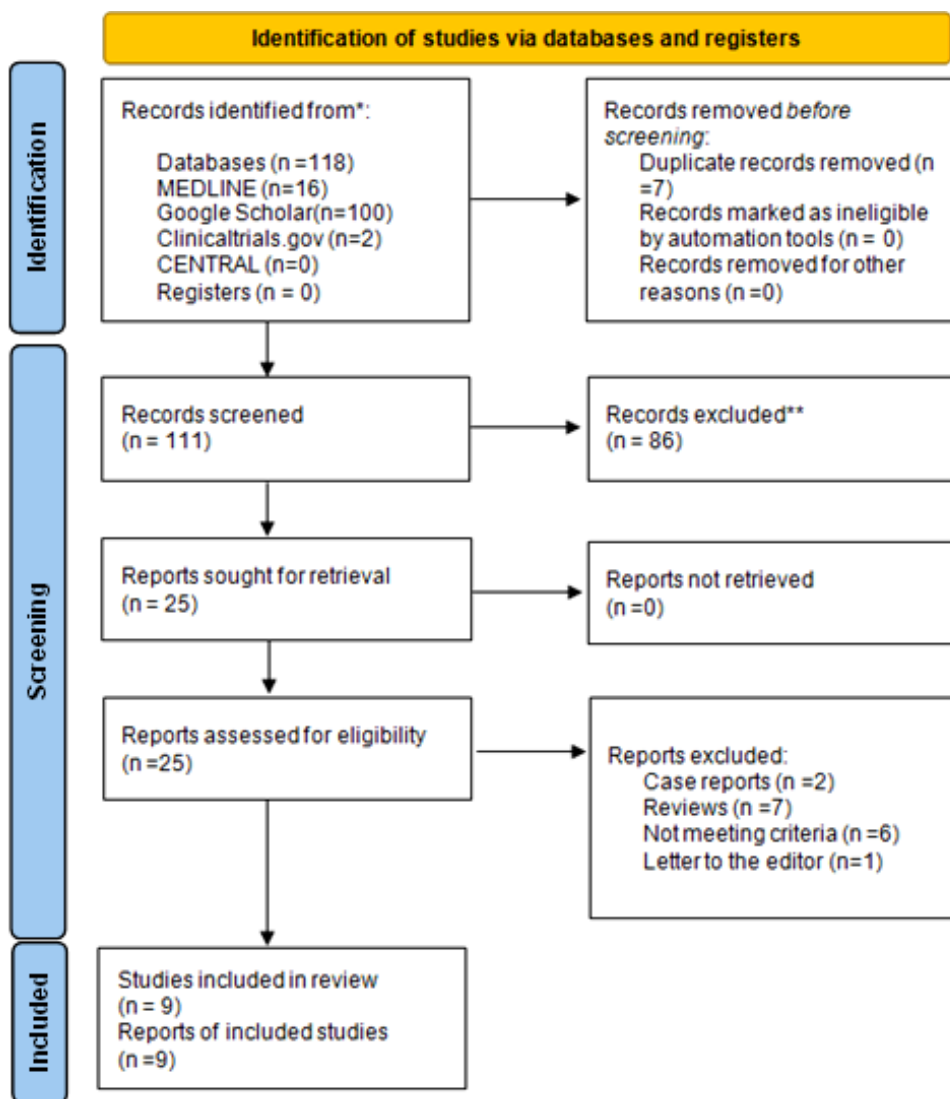 Identification of studies via databases and registers
Identification
Records identified from*:
Databases (n =118)
MEDLINE (n=16)
Google Scholar(n=100)
Clinicaltrials.gov (n=2)
CENTRAL (n=0)
Registers (n = 0)
Records removed before
screening:
Duplicate records removed (n
=7)
Records marked as ineligible
by automation tools (n = 0)
Records removed for other
reasons (n =0)
Screening
Records screened
(n = 111)
Records excluded**
(n = 86)
Reports sought for retrieval
(n = 25)
Reports not retrieved
(n =0)
Reports assessed for eligibility
(n =25)
Reports excluded:
Case reports (n =2)
Reviews (n =7)
Not meeting criteria (n =6)
Letter to the editor (n=1)
Included
Studies included in review
(n = 9)
Reports of included studies
(n =9)